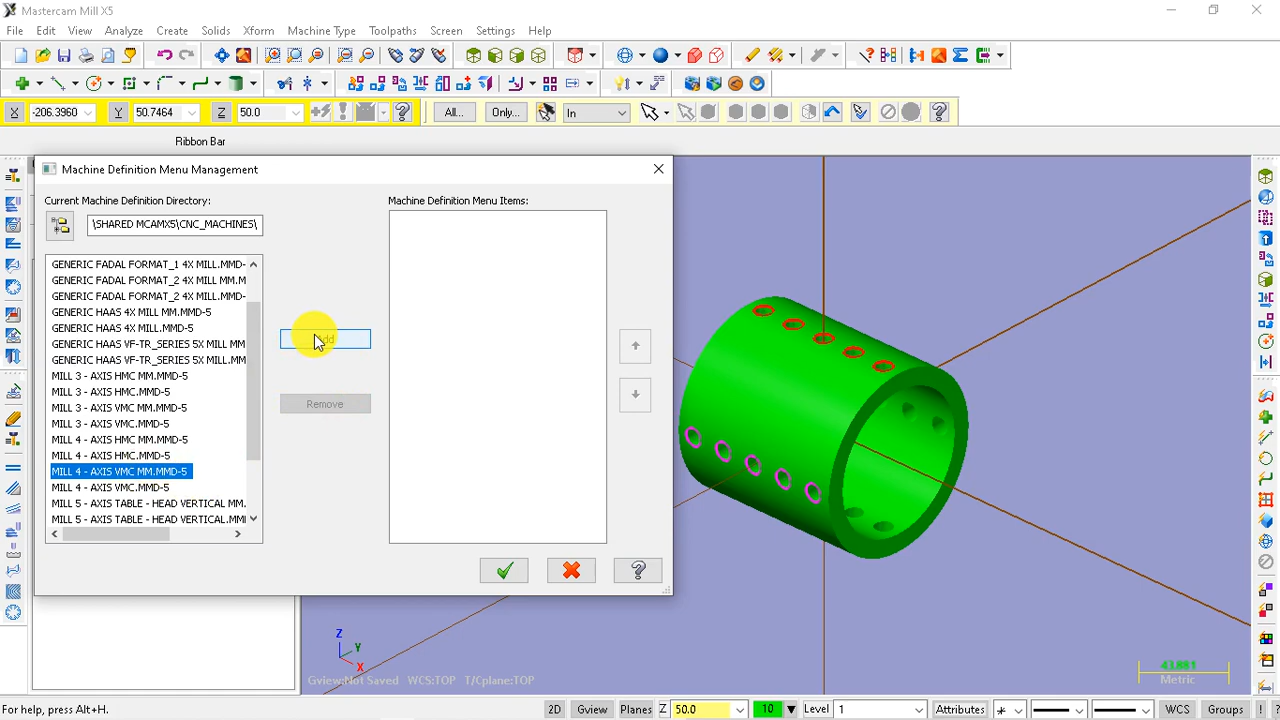 Mastercam Mill X5
File Edit View Analyze Create Solids Xform Machine Type Toolpaths Screen Settings Help
X -206.3960 Y 50.7464 Z 50.0 All... Only... In
Ribbon Bar
Machine Definition Menu Management
Current Machine Definition Directory:
\SHARED MCAMX5\CNC_MACHINES\
GENERIC FADAL FORMAT_1 4X MILL.MMD-
GENERIC FADAL FORMAT_2 4X MILL MM.M
GENERIC FADAL FORMAT_2 4X MILL.MMD-
GENERIC HAAS 4X MILL MM.MMD-5
GENERIC HAAS 4X MILL.MMD-5
GENERIC HAAS VF-TR_SERIES 5X MILL MM
GENERIC HAAS VF-TR_SERIES 5X MILL.MM
MILL 3 - AXIS HMC MM.MMD-5
MILL 3 - AXIS HMC.MMD-5
MILL 3 - AXIS VMC MM.MMD-5
MILL 3 - AXIS VMC.MMD-5
MILL 4 - AXIS HMC MM.MMD-5
MILL 4 - AXIS HMC.MMD-5
MILL 4 - AXIS VMC MM.MMD-5
MILL 4 - AXIS VMC.MMD-5
MILL 5 - AXIS TABLE - HEAD VERTICAL MM.
MILL 5 - AXIS TABLE - HEAD VERTICAL.MMI
Remove
Machine Definition Menu Items:
Z
Y
X
Gview:Not Saved WCS:TOP T/Cplane:TOP
43.881
Metric
For help, press Alt+H. 2D Gview Planes Z 50.0 10 Level 1 Attributes WCS Groups ?